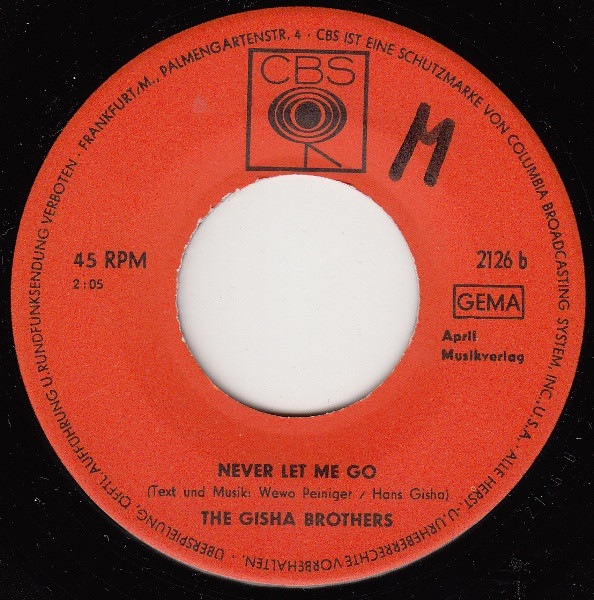 CBS
M
45 RPM
2:05
2126 b
GEMA
April
Musikverlag
NEVER LET ME GO
(Text und Musik: Wewo Peiniger / Hans Gisha)
THE GISHA BROTHERS
FRANKFURT/M., PALMENGARTENSTR. 4 · CBS IST EINE SCHUTZMARKE VON COLUMBIA BROADCASTING SYSTEM, INC., U.S.A. · ALLE HERST.-U.URHEBERRECHTE VORBEHALTEN. · ÜBERSPIELUNG, ÖFFTL. AUFFÜHRUNG U.RUNDFUNKSENDUNG VERBOTEN ·